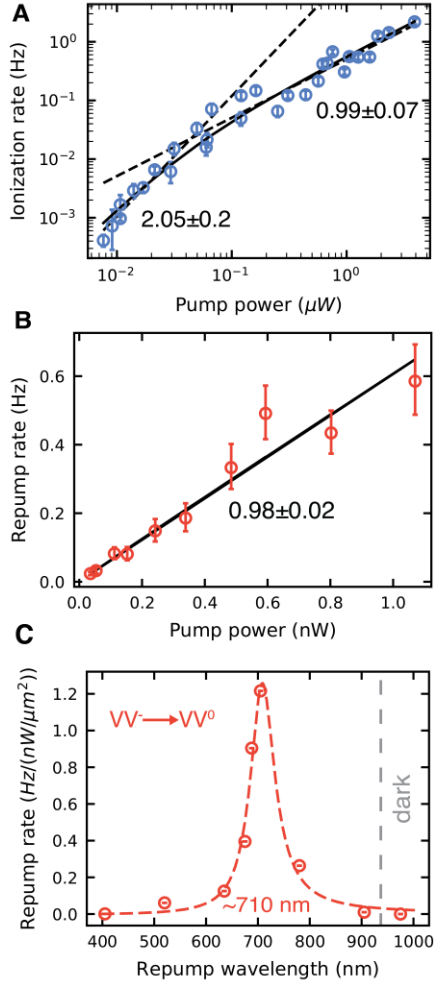 A
Ionization rate (Hz)
10⁰
10⁻¹
10⁻²
10⁻³
0.99±0.07
2.05±0.2
10⁻² 10⁻¹ 10⁰
Pump power (μW)
B
Repump rate (Hz)
0.6
0.4
0.2
0.0
0.98±0.02
0.0 0.2 0.4 0.6 0.8 1.0
Pump power (nW)
C
Repump rate (Hz/(nW/μm²))
1.2
1.0
0.8
0.6
0.4
0.2
0.0
VV⁻→VV⁰
dark
~710 nm
400 500 600 700 800 900 1000
Repump wavelength (nm)